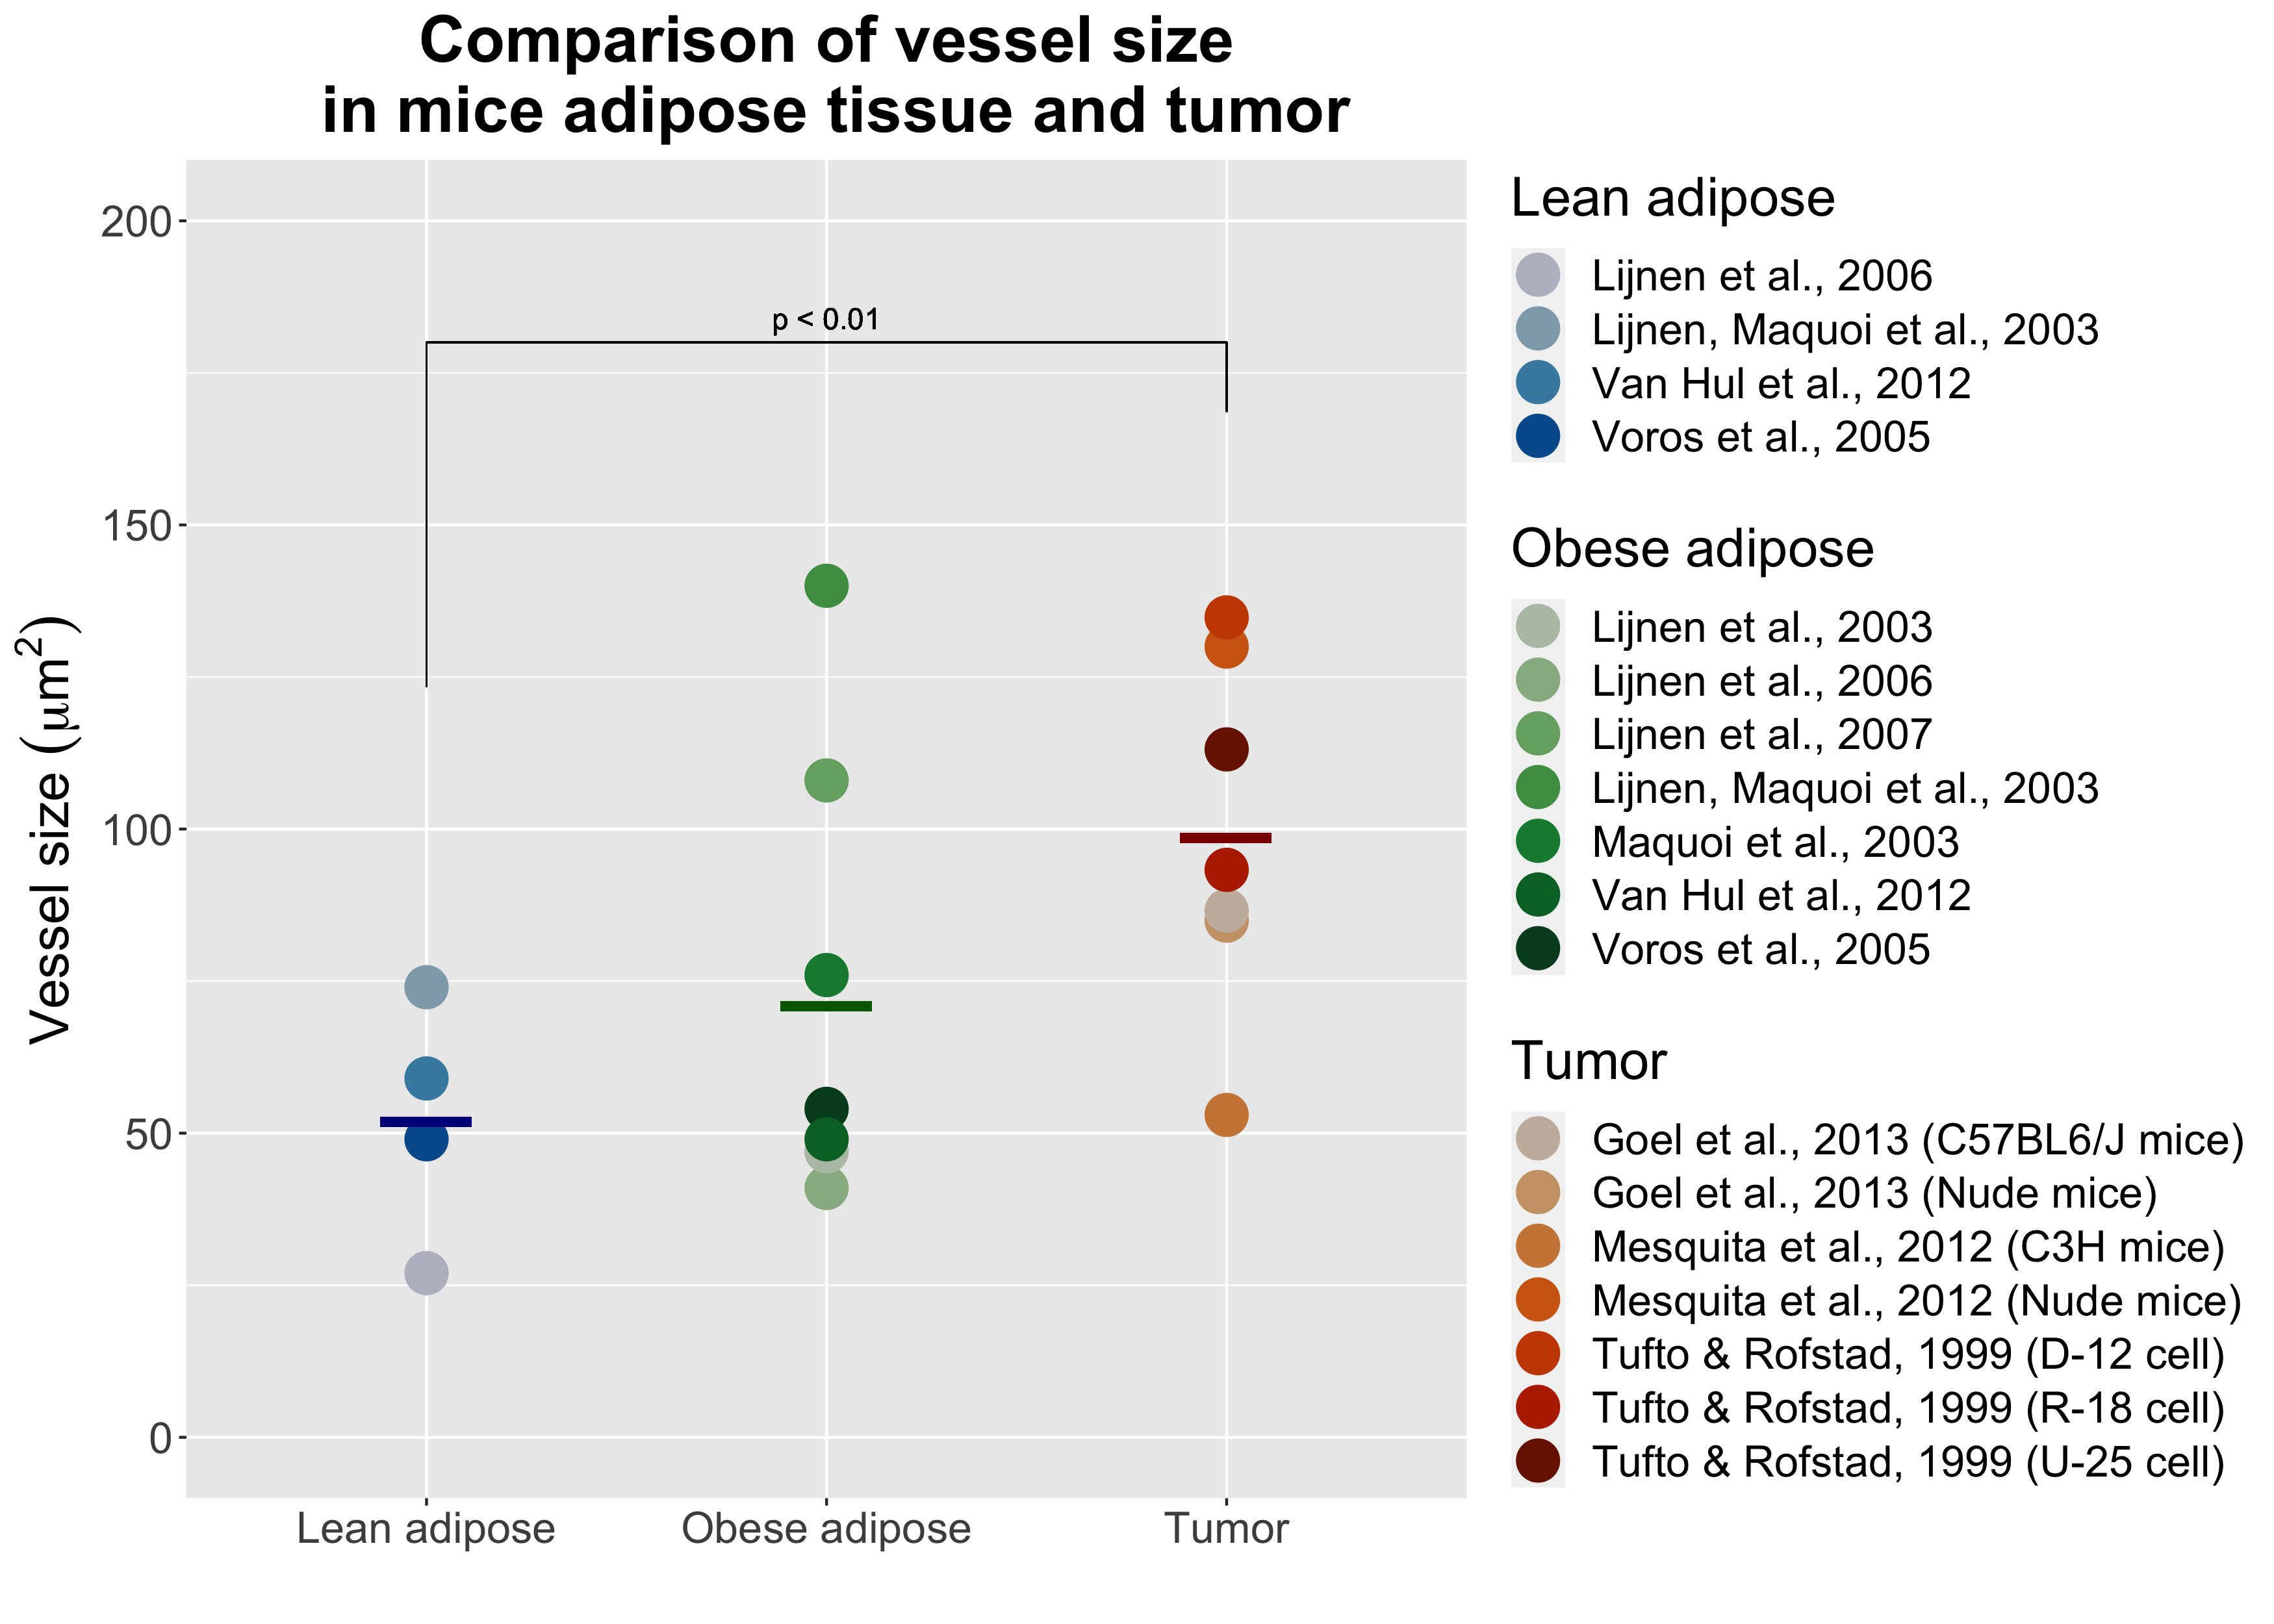 Comparison of vessel size
in mice adipose tissue and tumor
Vessel size (μm²)
200
150
100
50
0
p < 0.01
Lean adipose
Obese adipose
Tumor
Lean adipose
Lijnen et al., 2006
Lijnen, Maquoi et al., 2003
Van Hul et al., 2012
Voros et al., 2005
Obese adipose
Lijnen et al., 2003
Lijnen et al., 2006
Lijnen et al., 2007
Lijnen, Maquoi et al., 2003
Maquoi et al., 2003
Van Hul et al., 2012
Voros et al., 2005
Tumor
Goel et al., 2013 (C57BL6/J mice)
Goel et al., 2013 (Nude mice)
Mesquita et al., 2012 (C3H mice)
Mesquita et al., 2012 (Nude mice)
Tufto & Rofstad, 1999 (D-12 cell)
Tufto & Rofstad, 1999 (R-18 cell)
Tufto & Rofstad, 1999 (U-25 cell)